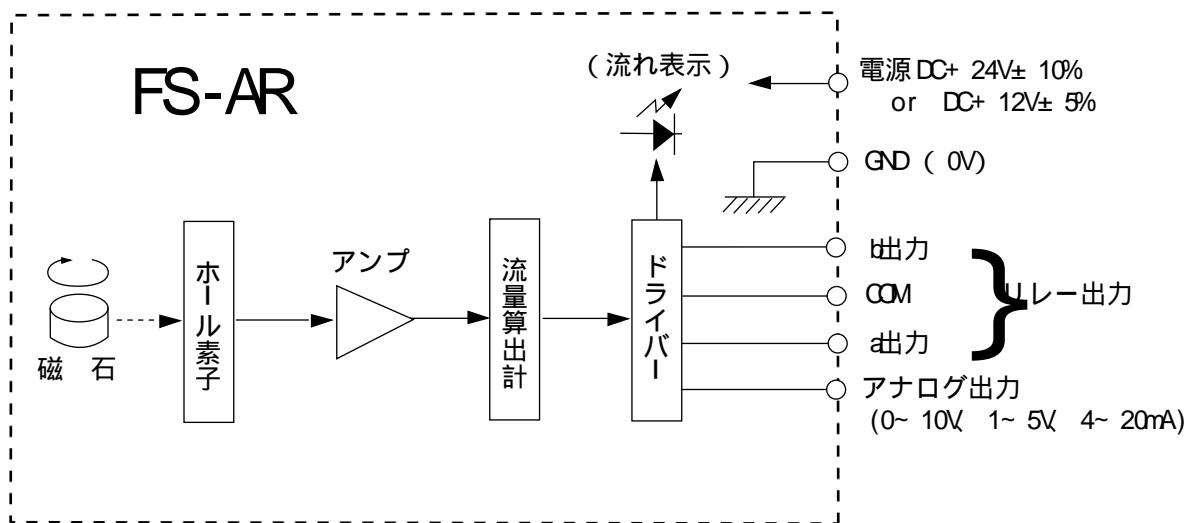 FS-AR
(流れ表示)
電源 DC+ 24V± 10%
or DC+ 12V± 5%
GND ( 0V)
b出力
COM
a出力
リレー出力
アナログ出力
(0~ 10V、 1~ 5V、 4~ 20mA)
磁 石
ホール素子
アンプ
流量算出計
ドライバー